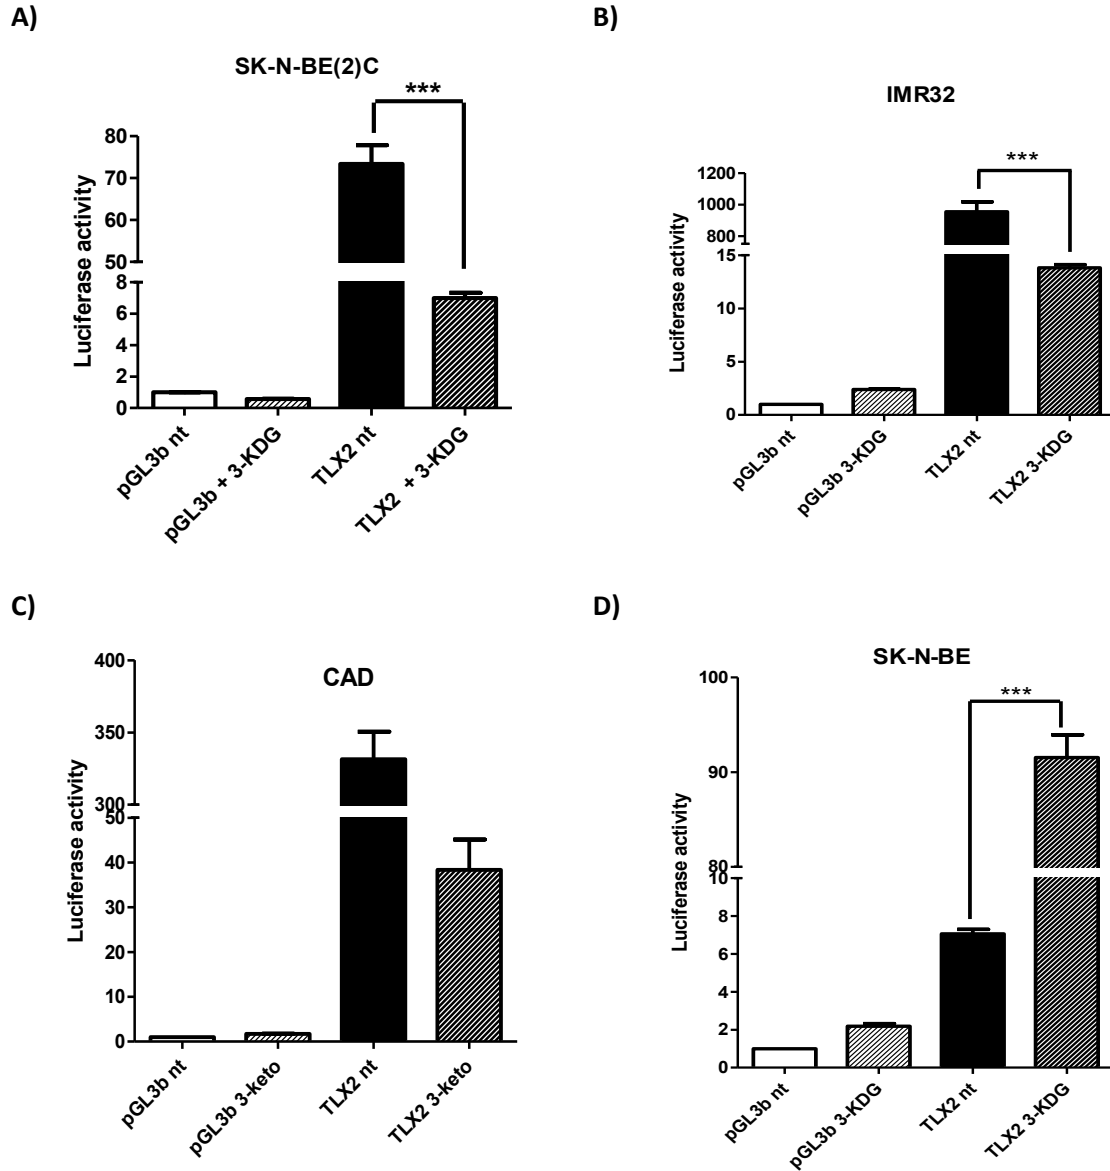 A)
SK-N-BE(2)C
***
Luciferase activity
80
70
60
50
8
6
4
2
0
pGL3b nt
pGL3b + 3-KDG
TLX2 nt
TLX2 + 3-KDG
B)
IMR32
***
Luciferase activity
1200
1000
800
15
10
5
0
pGL3b nt
pGL3b 3-KDG
TLX2 nt
TLX2 3-KDG
C)
CAD
Luciferase activity
400
350
300
50
40
30
20
10
0
pGL3b nt
pGL3b 3-keto
TLX2 nt
TLX2 3-keto
D)
SK-N-BE
***
Luciferase activity
100
90
80
10
8
6
4
2
0
pGL3b nt
pGL3b 3-KDG
TLX2 nt
TLX2 3-KDG